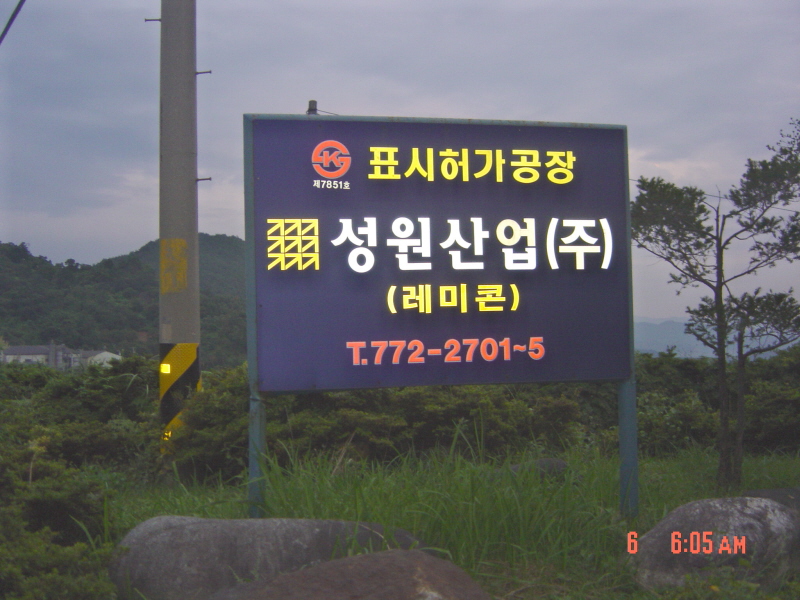 KS 표시허가공장
제7851호
성원산업(주)
(레미콘)
T.772-2701~5
6 6:05 AM